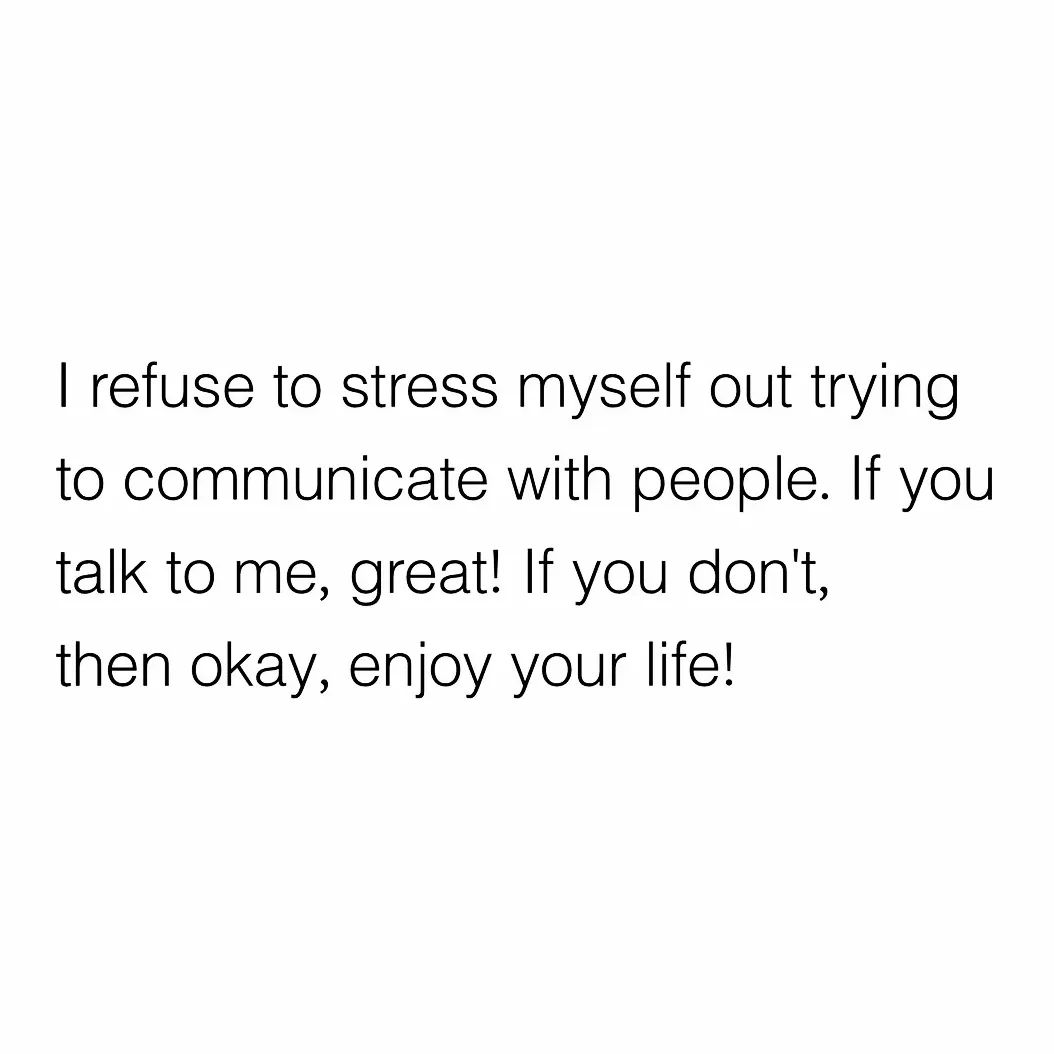 I refuse to stress myself out trying
to communicate with people. If you
talk to me, great! If you don't,
then okay, enjoy your life!